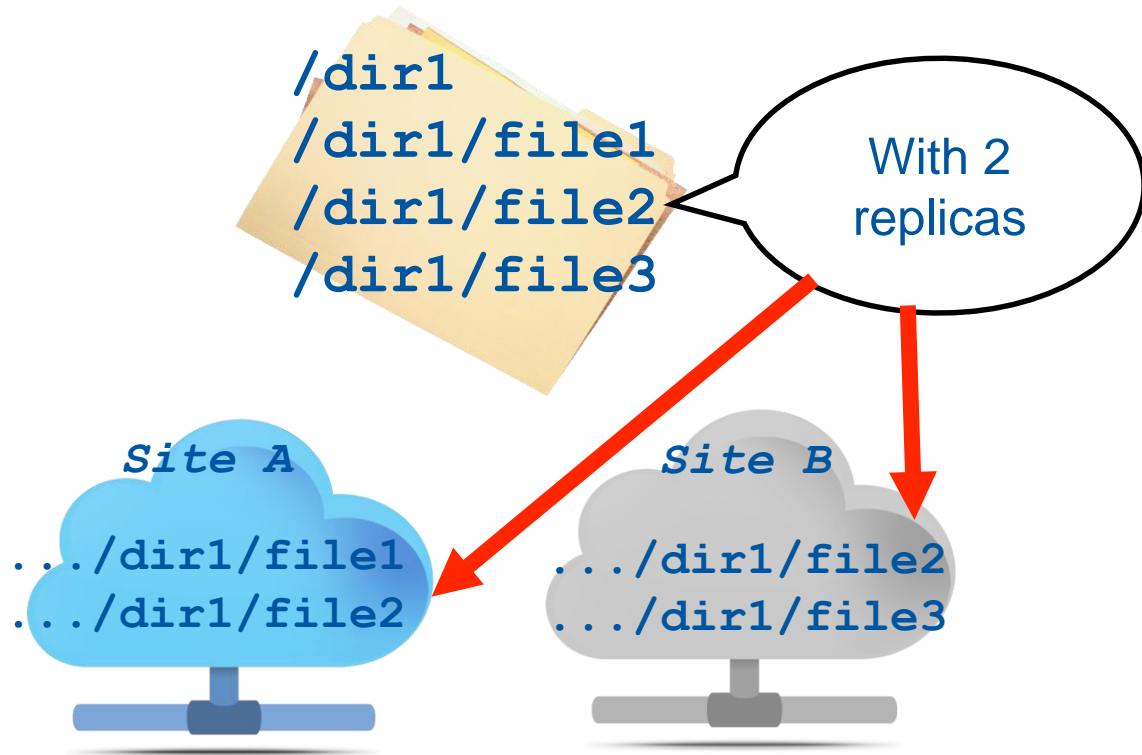 /dir1
/dir1/file1
/dir1/file2
/dir1/file3
With 2
replicas
Site A
.../dir1/file1
.../dir1/file2
Site B
.../dir1/file2
.../dir1/file3